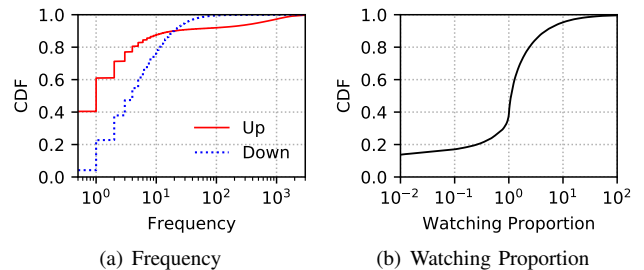 1.0
0.8
0.6
0.4
0.2
0.0
CDF
Up
Down
10^0
10^1
10^2
10^3
Frequency
(a) Frequency
1.0
0.8
0.6
0.4
0.2
0.0
CDF
10^−2
10^−1
10^0
10^1
10^2
Watching Proportion
(b) Watching Proportion